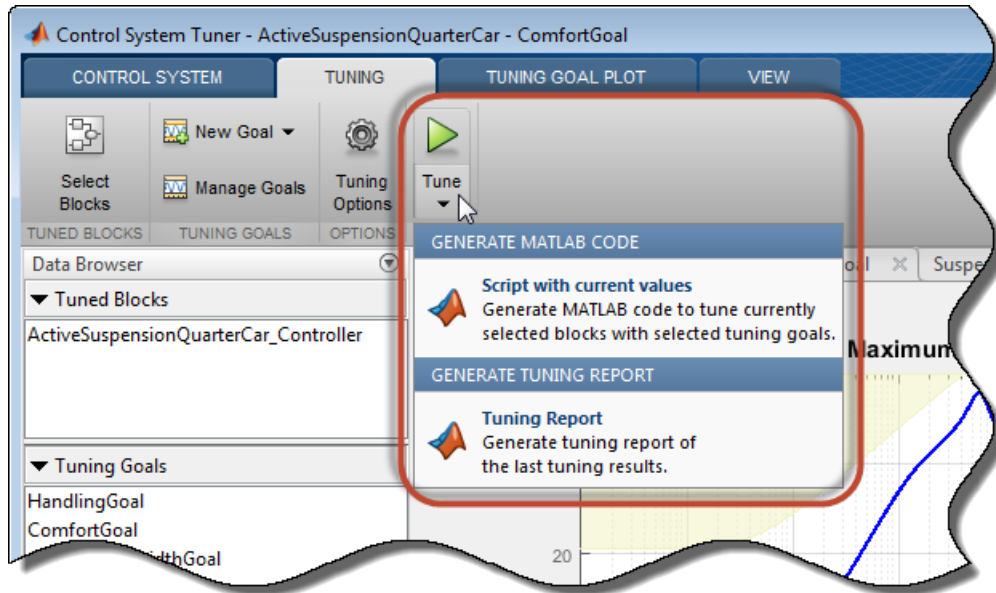 Control System Tuner - ActiveSuspensionQuarterCar - ComfortGoal
CONTROL SYSTEM TUNING TUNING GOAL PLOT VIEW
New Goal
Select Blocks
Manage Goals
Tuning Options
Tune
TUNED BLOCKS TUNING GOALS OPTIONS
GENERATE MATLAB CODE
Script with current values
Generate MATLAB code to tune currently
selected blocks with selected tuning goals.
GENERATE TUNING REPORT
Tuning Report
Generate tuning report of
the last tuning results.
Data Browser
Tuned Blocks
ActiveSuspensionQuarterCar_Controller
Tuning Goals
HandlingGoal
ComfortGoal
Maximum
20